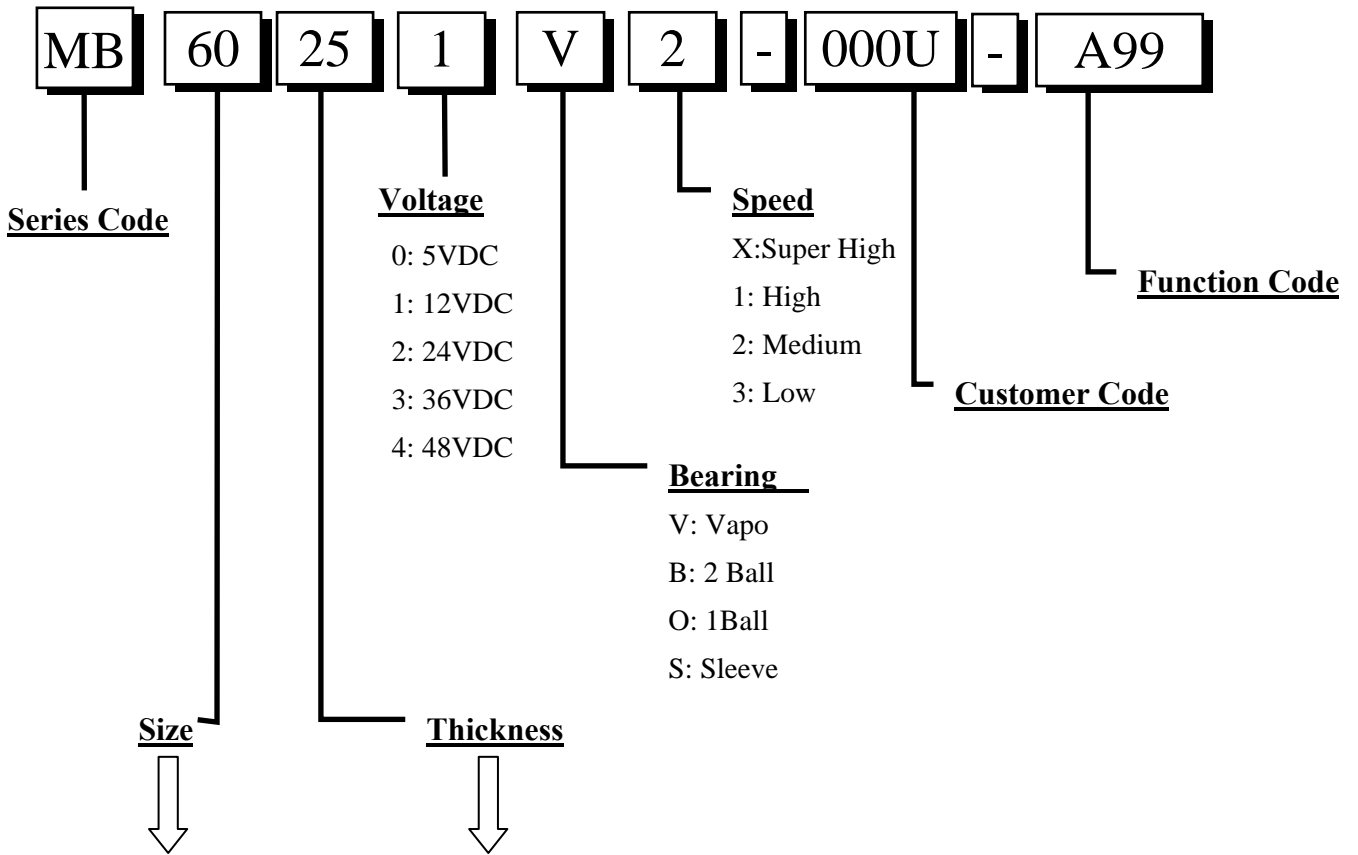 MB 60 25 1 V 2 - 000U - A99
Series Code
Voltage
0: 5VDC
1: 12VDC
2: 24VDC
3: 36VDC
4: 48VDC
Speed
X:Super High
1: High
2: Medium
3: Low
Function Code
Customer Code
Bearing
V: Vapo
B: 2 Ball
O: 1Ball
S: Sleeve
Size
Thickness